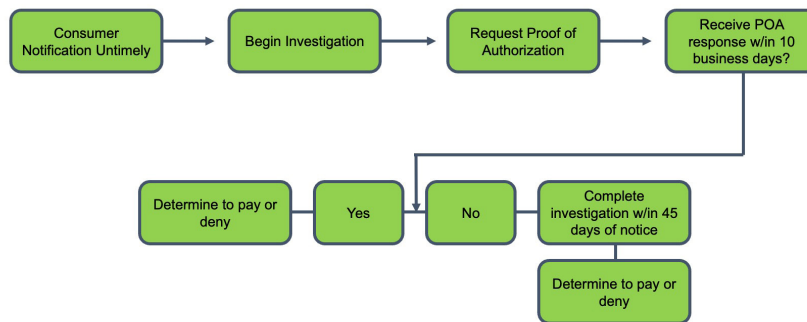 Consumer
Notification Untimely
Begin Investigation
Request Proof of
Authorization
Receive POA
response w/in 10
business days?
Determine to pay or
deny
Yes
No
Complete
investigation w/in 45
days of notice
Determine to pay or
deny